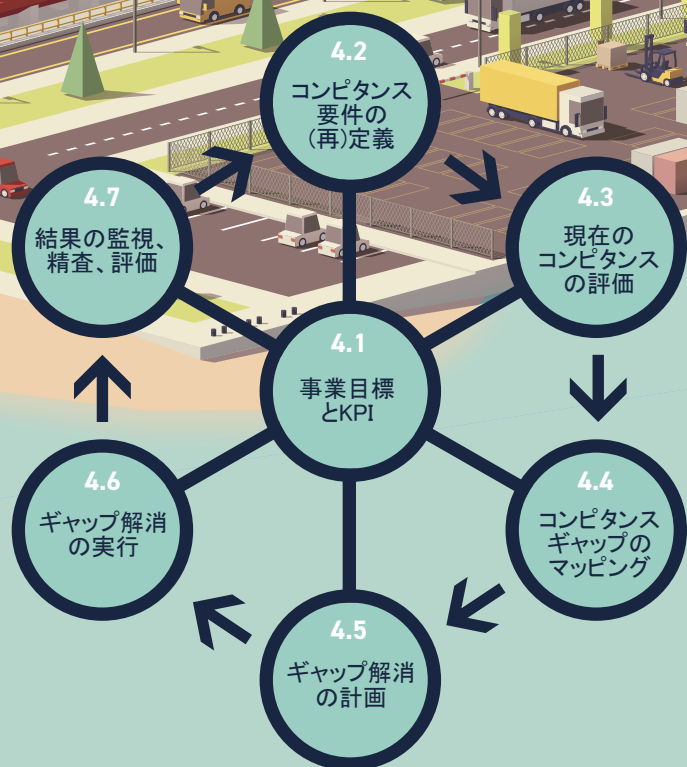 4.2
コンピタンス
要件の
(再)定義
4.7
結果の監視、
精査、評価
4.3
現在の
コンピタンス
の評価
4.1
事業目標
とKPI
4.6
ギャップ解消
の実行
4.4
コンピタンス
ギャップの
マッピング
4.5
ギャップ解消
の計画